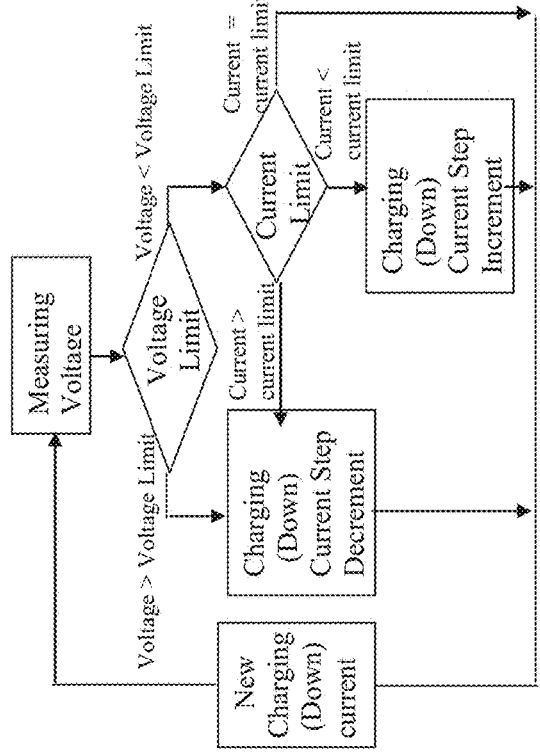 Measuring
Voltage
Voltage > Voltage Limit
Voltage < Voltage Limit
Voltage
Limit
Current >
current limit
Current
Limit
Current =
current limit
Current <
current limit
New
Charging
(Down)
current
Charging
(Down)
Current Step
Decrement
Charging
(Down)
Current Step
Increment